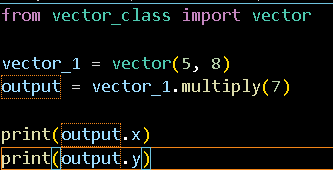 from vector_class import vector
vector_1 = vector(5, 8)
output = vector_1.multiply(7)
print(output.x)
print(output.y)